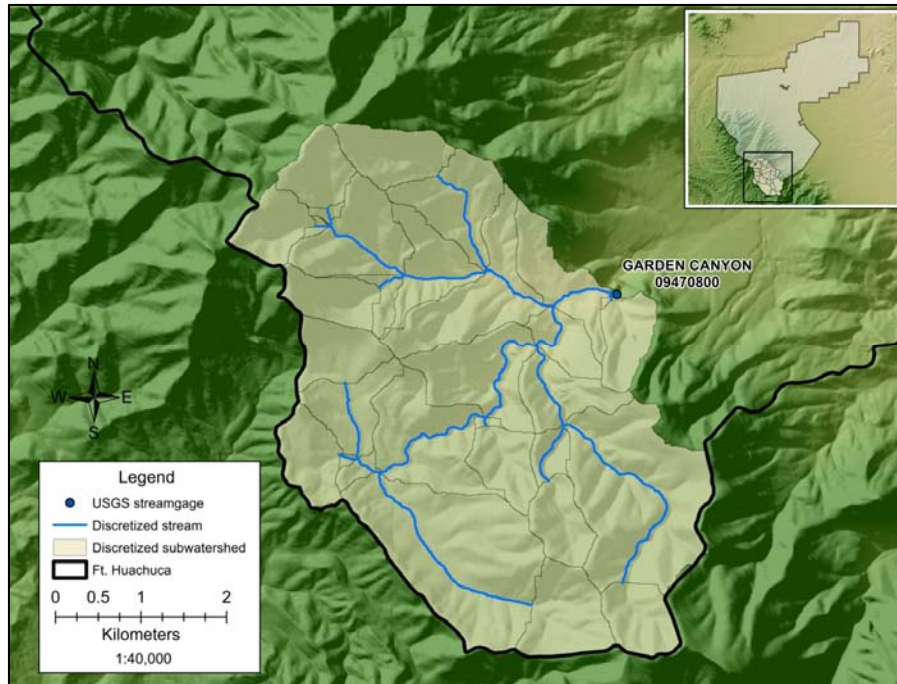 GARDEN CANYON
09470800
N
W E
S
Legend
USGS streamgage
Discretized stream
Discretized subwatershed
Ft. Huachuca
0 0.5 1 2
Kilometers
1:40,000